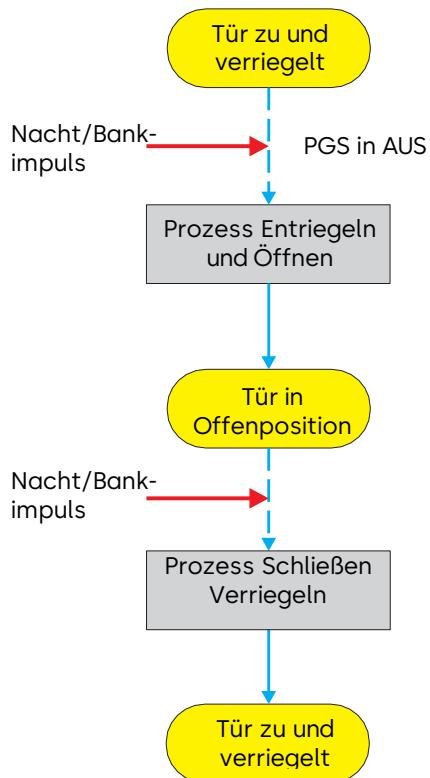 Tür zu und
verriegelt
Nacht/Bank-
impuls
PGS in AUS
Prozess Entriegeln
und Öffnen
Tür in
Offenposition
Nacht/Bank-
impuls
Prozess Schließen
Verriegeln
Tür zu und
verriegelt